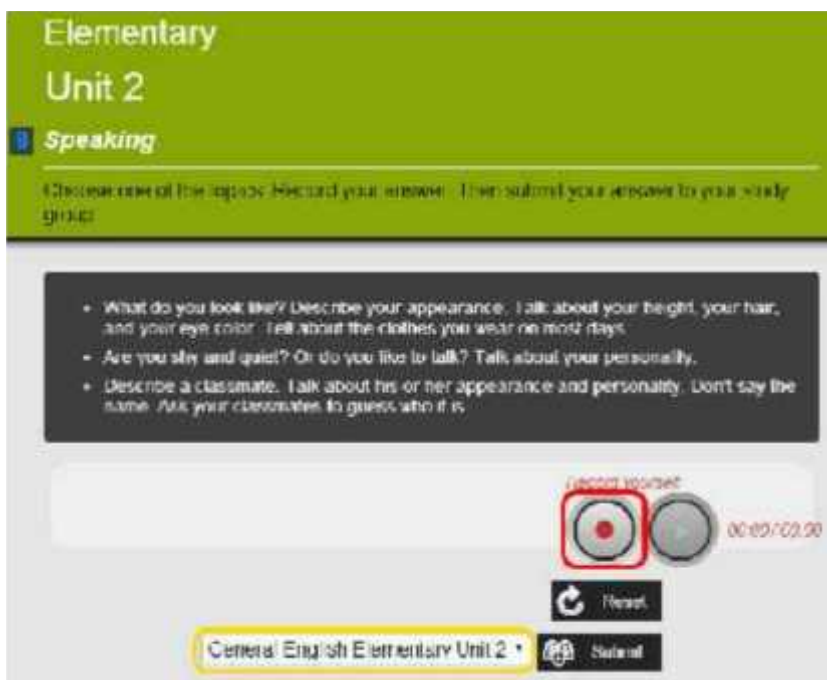 Elementary
Unit 2
Speaking
Choose one of the topics. Record your answer. Then submit your answer to your study
group
• What do you look like? Describe your appearance. Talk about your height, your hair,
and your eye color. Tell about the clothes you wear on most days
• Are you shy and quiet? Or do you like to talk? Talk about your personality.
• Describe a classmate. Talk about his or her appearance and personality. Don't say the
name. Ask your classmates to guess who it is
Record Yourself
Reset
General English Elementary Unit 2
Submit